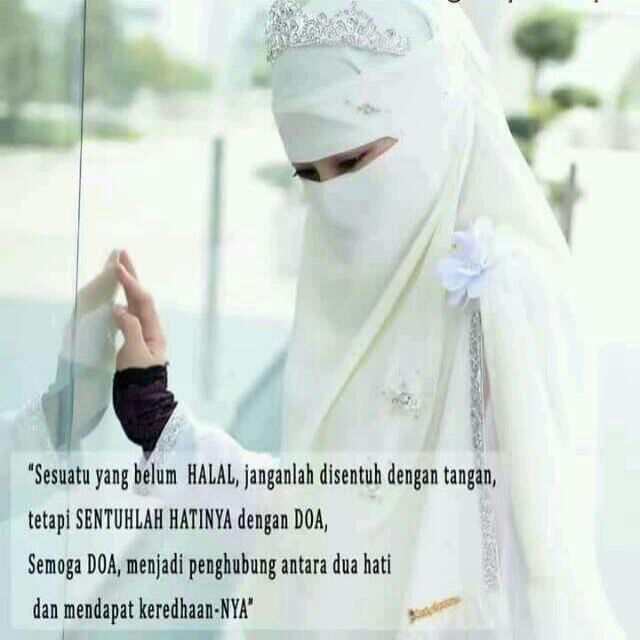 “Sesuatu yang belum HALAL, janganlah disentuh dengan tangan,
tetapi SENTUHLAH HATINYA dengan DOA,
Semoga DOA, menjadi penghubung antara dua hati
dan mendapat keredhaan-NYA”